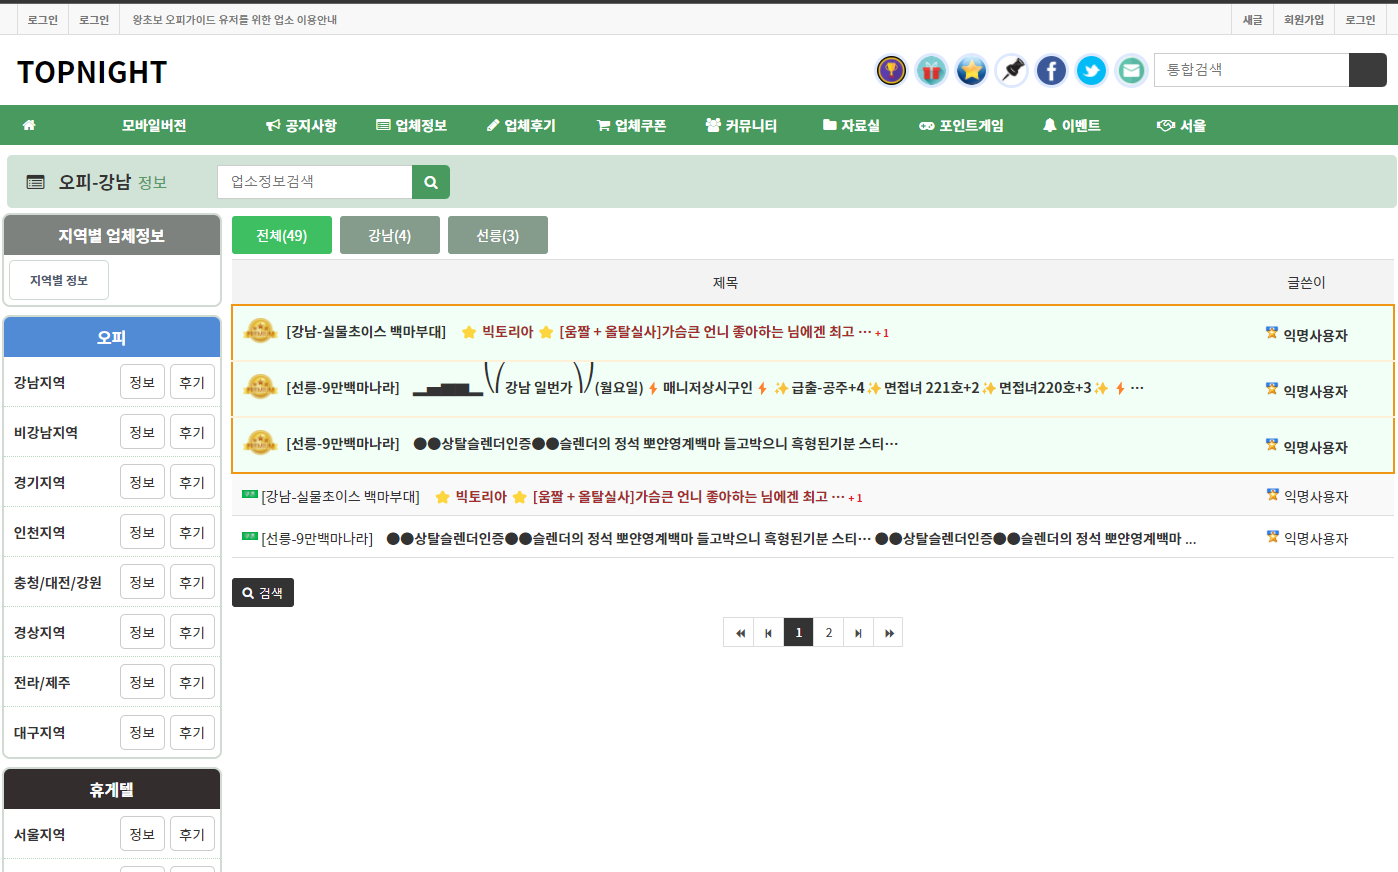 로그인 로그인 왕초보 오피가이드 유저를 위한 업소 이용안내 새글 회원가입 로그인
TOPNIGHT 통합검색
모바일버전 공지사항 업체정보 업체후기 업체쿠폰 커뮤니티 자료실 포인트게임 이벤트 서울
오피-강남 정보 업소정보검색
지역별 업체정보
지역별 정보
오피
강남지역 정보 후기
비강남지역 정보 후기
경기지역 정보 후기
인천지역 정보 후기
충청/대전/강원 정보 후기
경상지역 정보 후기
전라/제주 정보 후기
대구지역 정보 후기
휴게텔
서울지역 정보 후기
전체(49) 강남(4) 선릉(3)
제목 글쓴이
[강남-실물초이스 백마부대] ⭐ 빅토리아 ⭐ [움짤 + 올탈실사]가슴큰 언니 좋아하는 님에겐 최고 … + 1 익명사용자
[선릉-9만백마나라] ▂▄▅▅▂⎝⎛강남 일번가⎞⎠(월요일)⚡매니저상시구인⚡ ✨급출-공주+4✨면접녀 221호+2✨면접녀220호+3✨ ⚡ … 익명사용자
[선릉-9만백마나라] ●●상탈슬렌더인증●●슬렌더의 정석 뽀얀영계백마 들고박으니 흑형된기분 스티… 익명사용자
[강남-실물초이스 백마부대] ⭐ 빅토리아 ⭐ [움짤 + 올탈실사]가슴큰 언니 좋아하는 님에겐 최고 … + 1 익명사용자
[선릉-9만백마나라] ●●상탈슬렌더인증●●슬렌더의 정석 뽀얀영계백마 들고박으니 흑형된기분 스티… ●●상탈슬렌더인증●●슬렌더의 정석 뽀얀영계백마 ... 익명사용자
검색
1 2